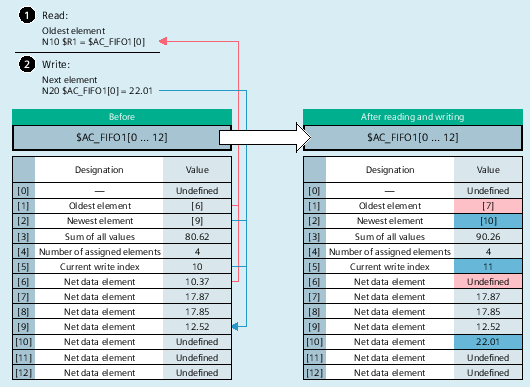 1 Read:
Oldest element
N10 $R1 = $AC_FIFO1[0]
2 Write:
Next element
N20 $AC_FIFO1[0] = 22.01
Before
$AC_FIFO1[0 ... 12]
Designation Value
[0] — Undefined
[1] Oldest element [6]
[2] Newest element [9]
[3] Sum of all values 80.62
[4] Number of assigned elements 4
[5] Current write index 10
[6] Net data element 10.37
[7] Net data element 17.87
[8] Net data element 17.85
[9] Net data element 12.52
[10] Net data element Undefined
[11] Net data element Undefined
[12] Net data element Undefined
After reading and writing
$AC_FIFO1[0 ... 12]
Designation Value
[0] — Undefined
[1] Oldest element [7]
[2] Newest element [10]
[3] Sum of all values 90.26
[4] Number of assigned elements 4
[5] Current write index 11
[6] Net data element Undefined
[7] Net data element 17.87
[8] Net data element 17.85
[9] Net data element 12.52
[10] Net data element 22.01
[11] Net data element Undefined
[12] Net data element Undefined